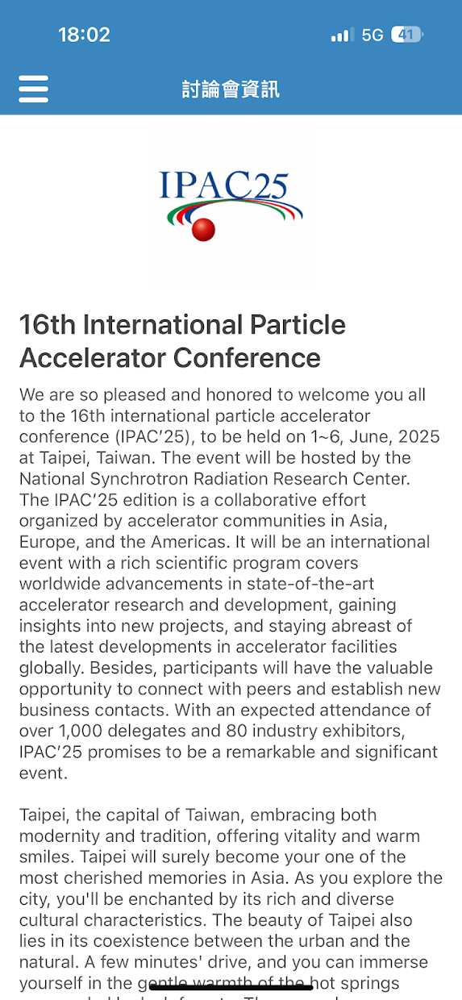 18:02
5G
41
討論會資訊
IPAC25
16th International Particle
Accelerator Conference
We are so pleased and honored to welcome you all
to the 16th international particle accelerator
conference (IPAC’25), to be held on 1~6, June, 2025
at Taipei, Taiwan. The event will be hosted by the
National Synchrotron Radiation Research Center.
The IPAC’25 edition is a collaborative effort
organized by accelerator communities in Asia,
Europe, and the Americas. It will be an international
event with a rich scientific program covers
worldwide advancements in state-of-the-art
accelerator research and development, gaining
insights into new projects, and staying abreast of
the latest developments in accelerator facilities
globally. Besides, participants will have the valuable
opportunity to connect with peers and establish new
business contacts. With an expected attendance of
over 1,000 delegates and 80 industry exhibitors,
IPAC’25 promises to be a remarkable and significant
event.
Taipei, the capital of Taiwan, embracing both
modernity and tradition, offering vitality and warm
smiles. Taipei will surely become your one of the
most cherished memories in Asia. As you explore the
city, you'll be enchanted by its rich and diverse
cultural characteristics. The beauty of Taipei also
lies in its coexistence between the urban and the
natural. A few minutes' drive, and you can immerse
yourself in the gentle warmth of the hot springs